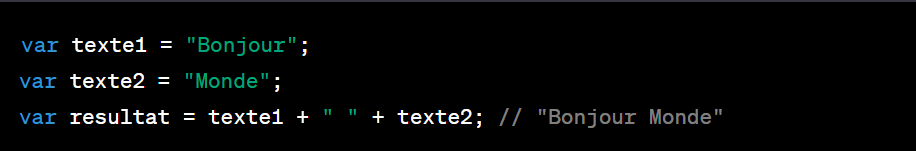 var texte1 = "Bonjour";
var texte2 = "Monde";
var resultat = texte1 + " " + texte2; // "Bonjour Monde"